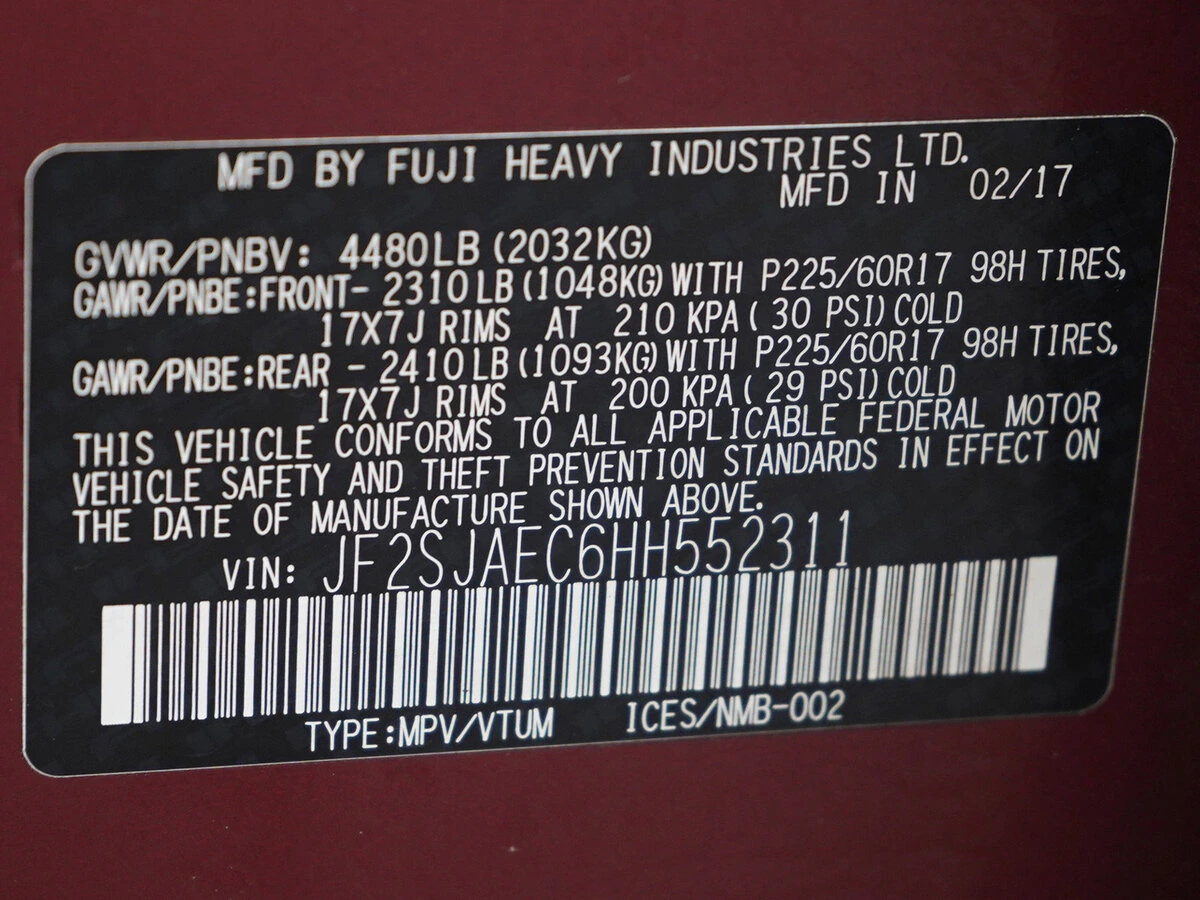 MFD BY FUJI HEAVY INDUSTRIES LTD.
MFD IN 02/17
GVWR/PNBV: 4480LB (2032KG)
GAWR/PNBE:FRONT- 2310LB (1048KG) WITH P225/60R17 98H TIRES,
17X7J RIMS AT 210 KPA ( 30 PSI) COLD
GAWR/PNBE:REAR - 2410LB (1093KG) WITH P225/60R17 98H TIRES,
17X7J RIMS AT 200 KPA ( 29 PSI) COLD
THIS VEHICLE CONFORMS TO ALL APPLICABLE FEDERAL MOTOR
VEHICLE SAFETY AND THEFT PREVENTION STANDARDS IN EFFECT ON
THE DATE OF MANUFACTURE SHOWN ABOVE.
VIN: JF2SJAEC6HH552311
TYPE:MPV/VTUM ICES/NMB-002